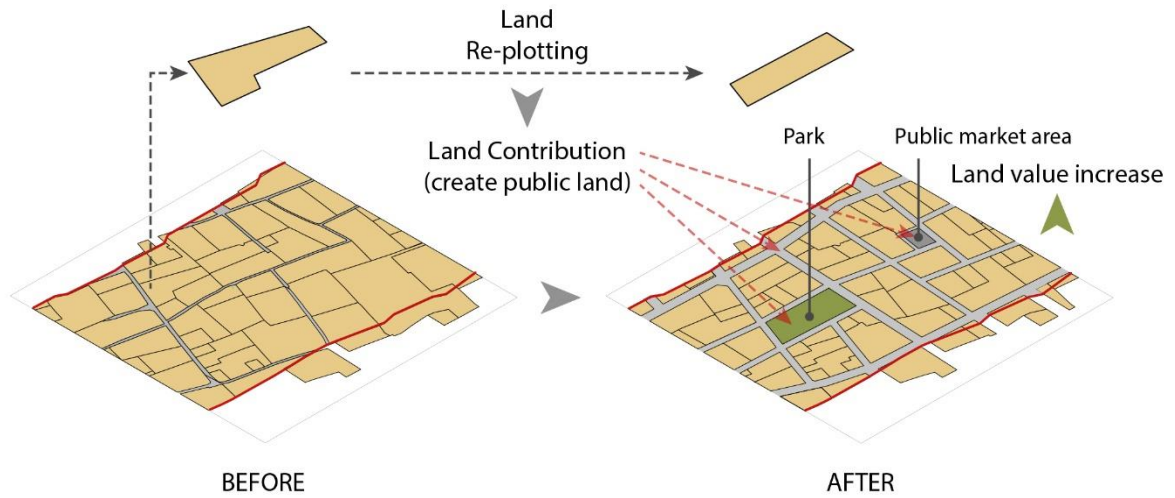 Land
Re-plotting
Land Contribution
(create public land)
Park
Public market area
Land value increase
BEFORE
AFTER